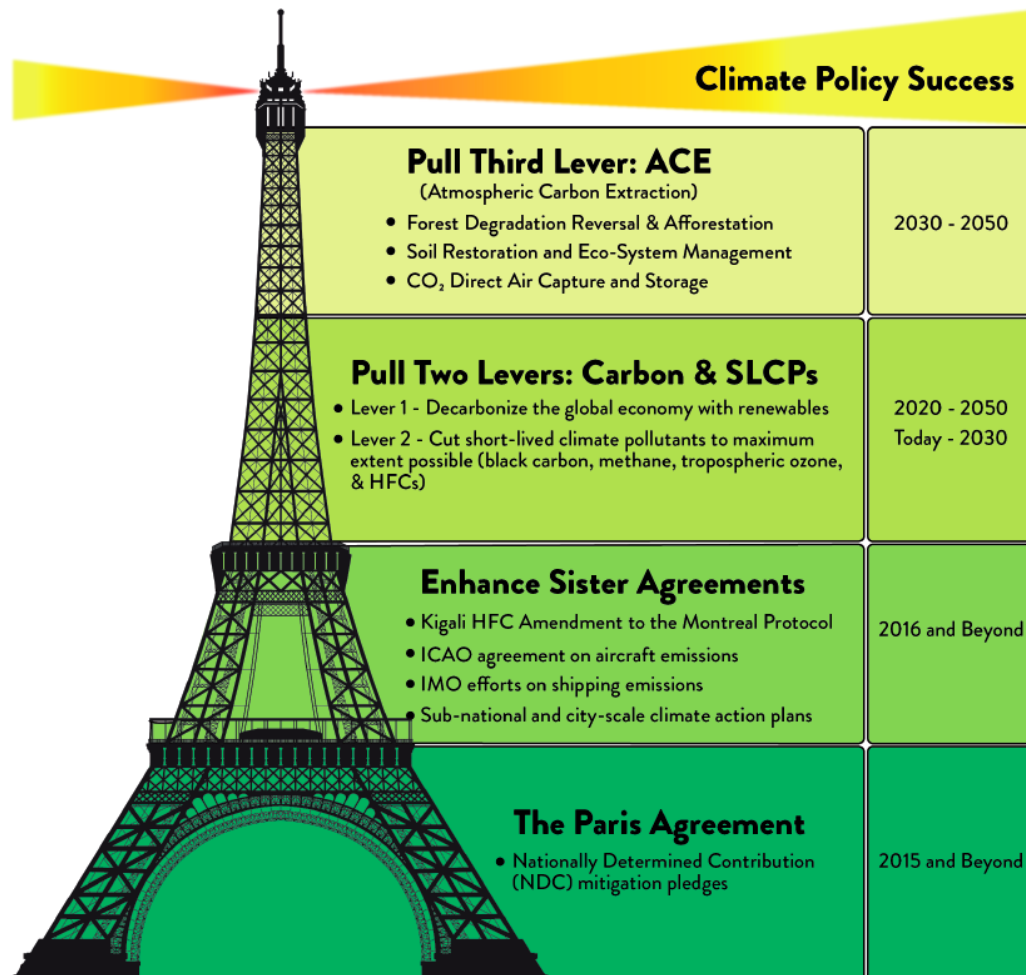 Climate Policy Success
Pull Third Lever: ACE
(Atmospheric Carbon Extraction)
• Forest Degradation Reversal & Afforestation
• Soil Restoration and Eco-System Management
• CO₂ Direct Air Capture and Storage
2030 - 2050
Pull Two Levers: Carbon & SLCPs
• Lever 1 - Decarbonize the global economy with renewables
• Lever 2 - Cut short-lived climate pollutants to maximum
extent possible (black carbon, methane, tropospheric ozone,
& HFCs)
2020 - 2050
Today - 2030
Enhance Sister Agreements
• Kigali HFC Amendment to the Montreal Protocol
• ICAO agreement on aircraft emissions
• IMO efforts on shipping emissions
• Sub-national and city-scale climate action plans
2016 and Beyond
The Paris Agreement
• Nationally Determined Contribution
(NDC) mitigation pledges
2015 and Beyond